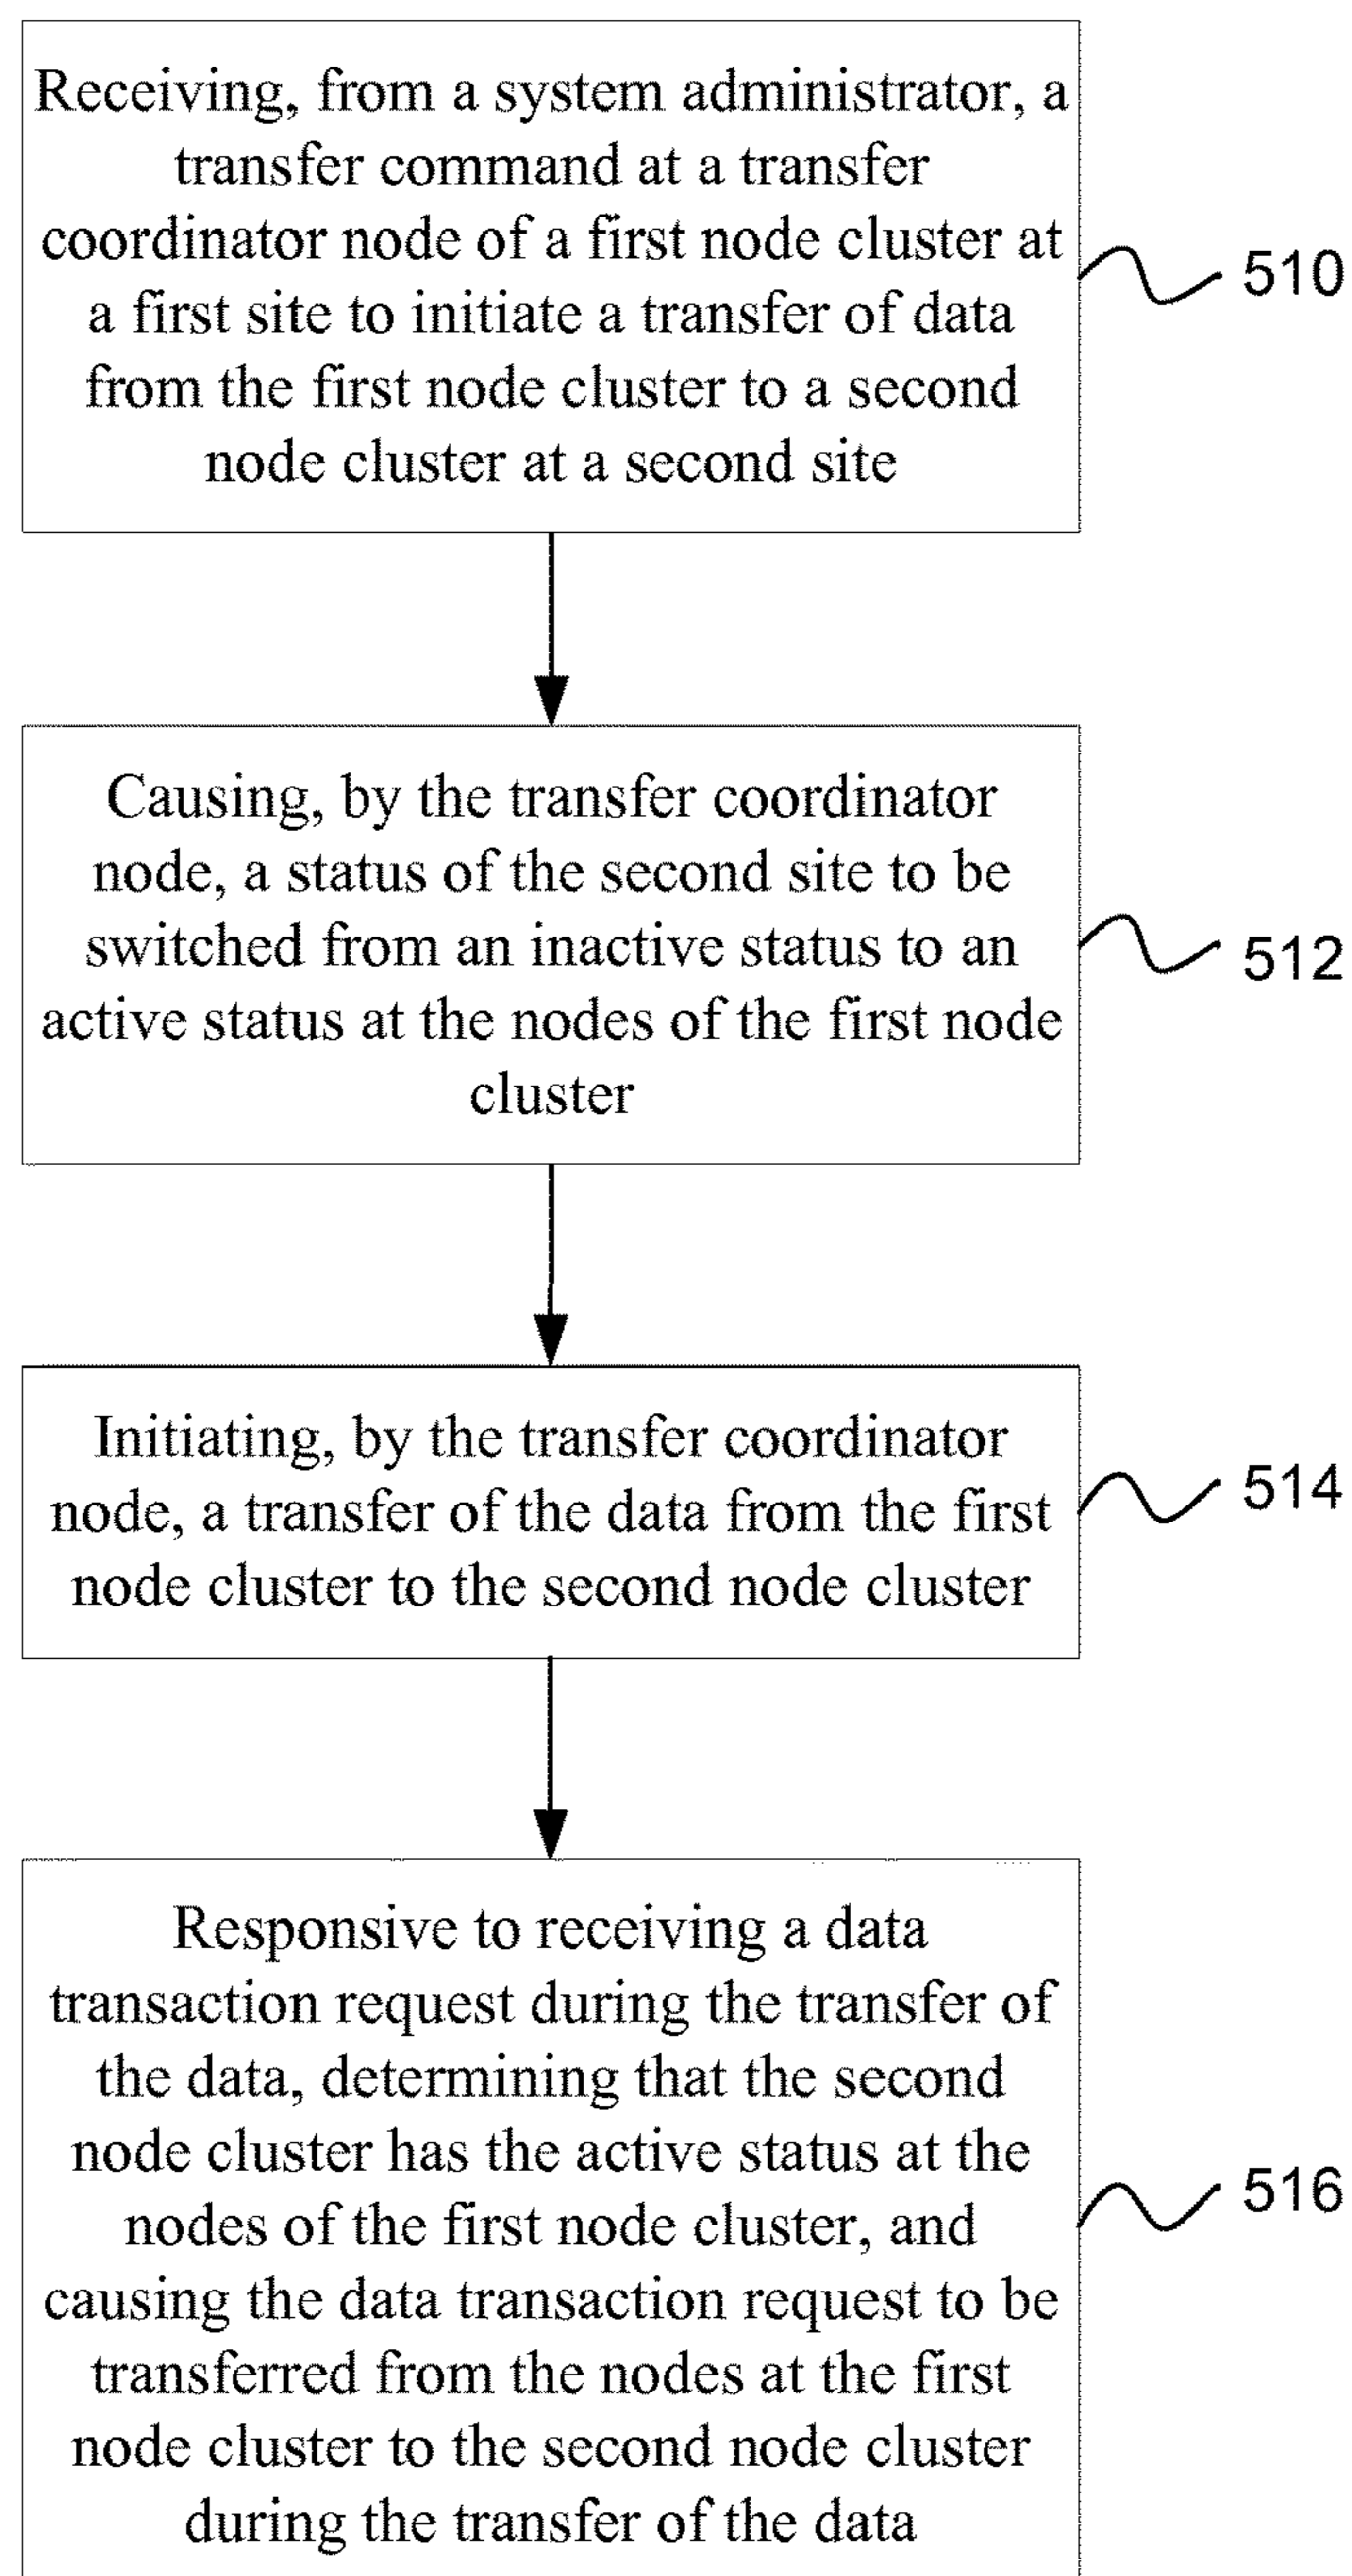 Receiving, from a system administrator, a
transfer command at a transfer
coordinator node of a first node cluster at
a first site to initiate a transfer of data
from the first node cluster to a second
node cluster at a second site
510
Causing, by the transfer coordinator
node, a status of the second site to be
switched from an inactive status to an
active status at the nodes of the first node
cluster
512
Initiating, by the transfer coordinator
node, a transfer of the data from the first
node cluster to the second node cluster
514
Responsive to receiving a data
transaction request during the transfer of
the data, determining that the second
node cluster has the active status at the
nodes of the first node cluster, and
causing the data transaction request to be
transferred from the nodes at the first
node cluster to the second node cluster
during the transfer of the data
516